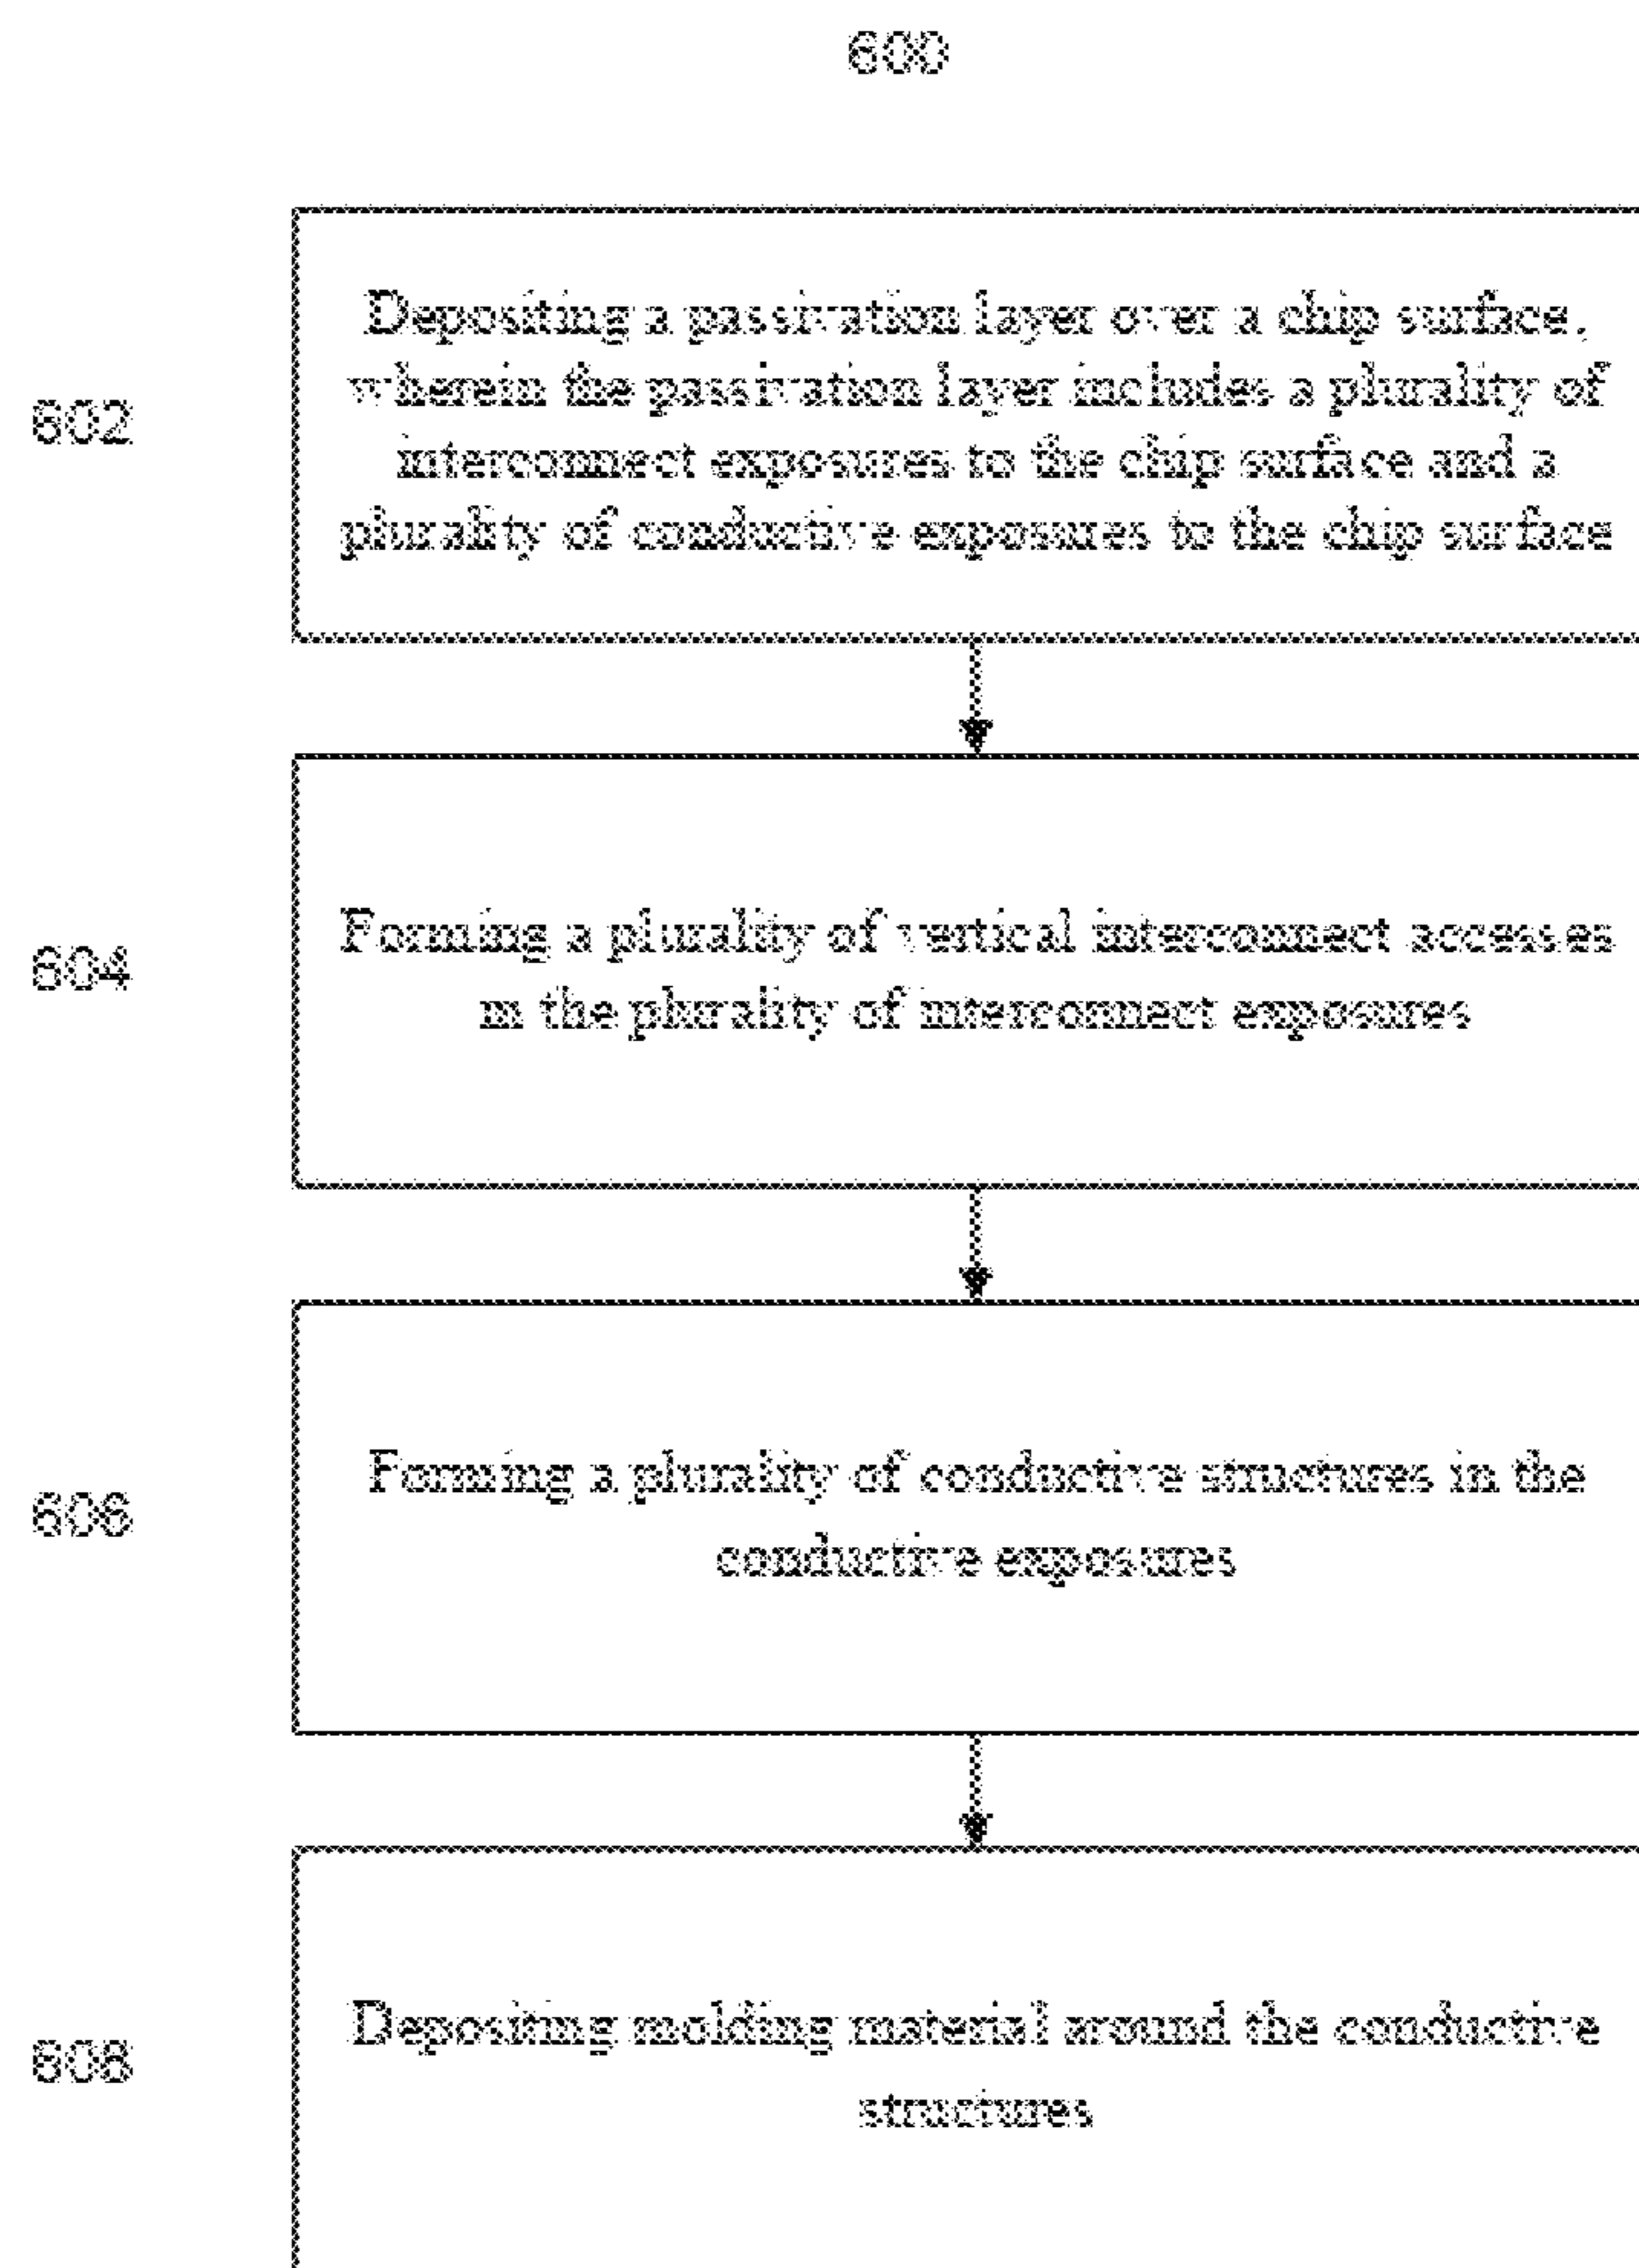 600
602
Depositing a passivation layer over a chip surface,
wherein the passivation layer includes a plurality of
interconnect exposures to the chip surface and a
plurality of conductive exposures to the chip surface
604
Forming a plurality of vertical interconnect accesses
in the plurality of interconnect exposures
606
Forming a plurality of conductive structures in the
conductive exposures
608
Depositing molding material around the conductive
structures